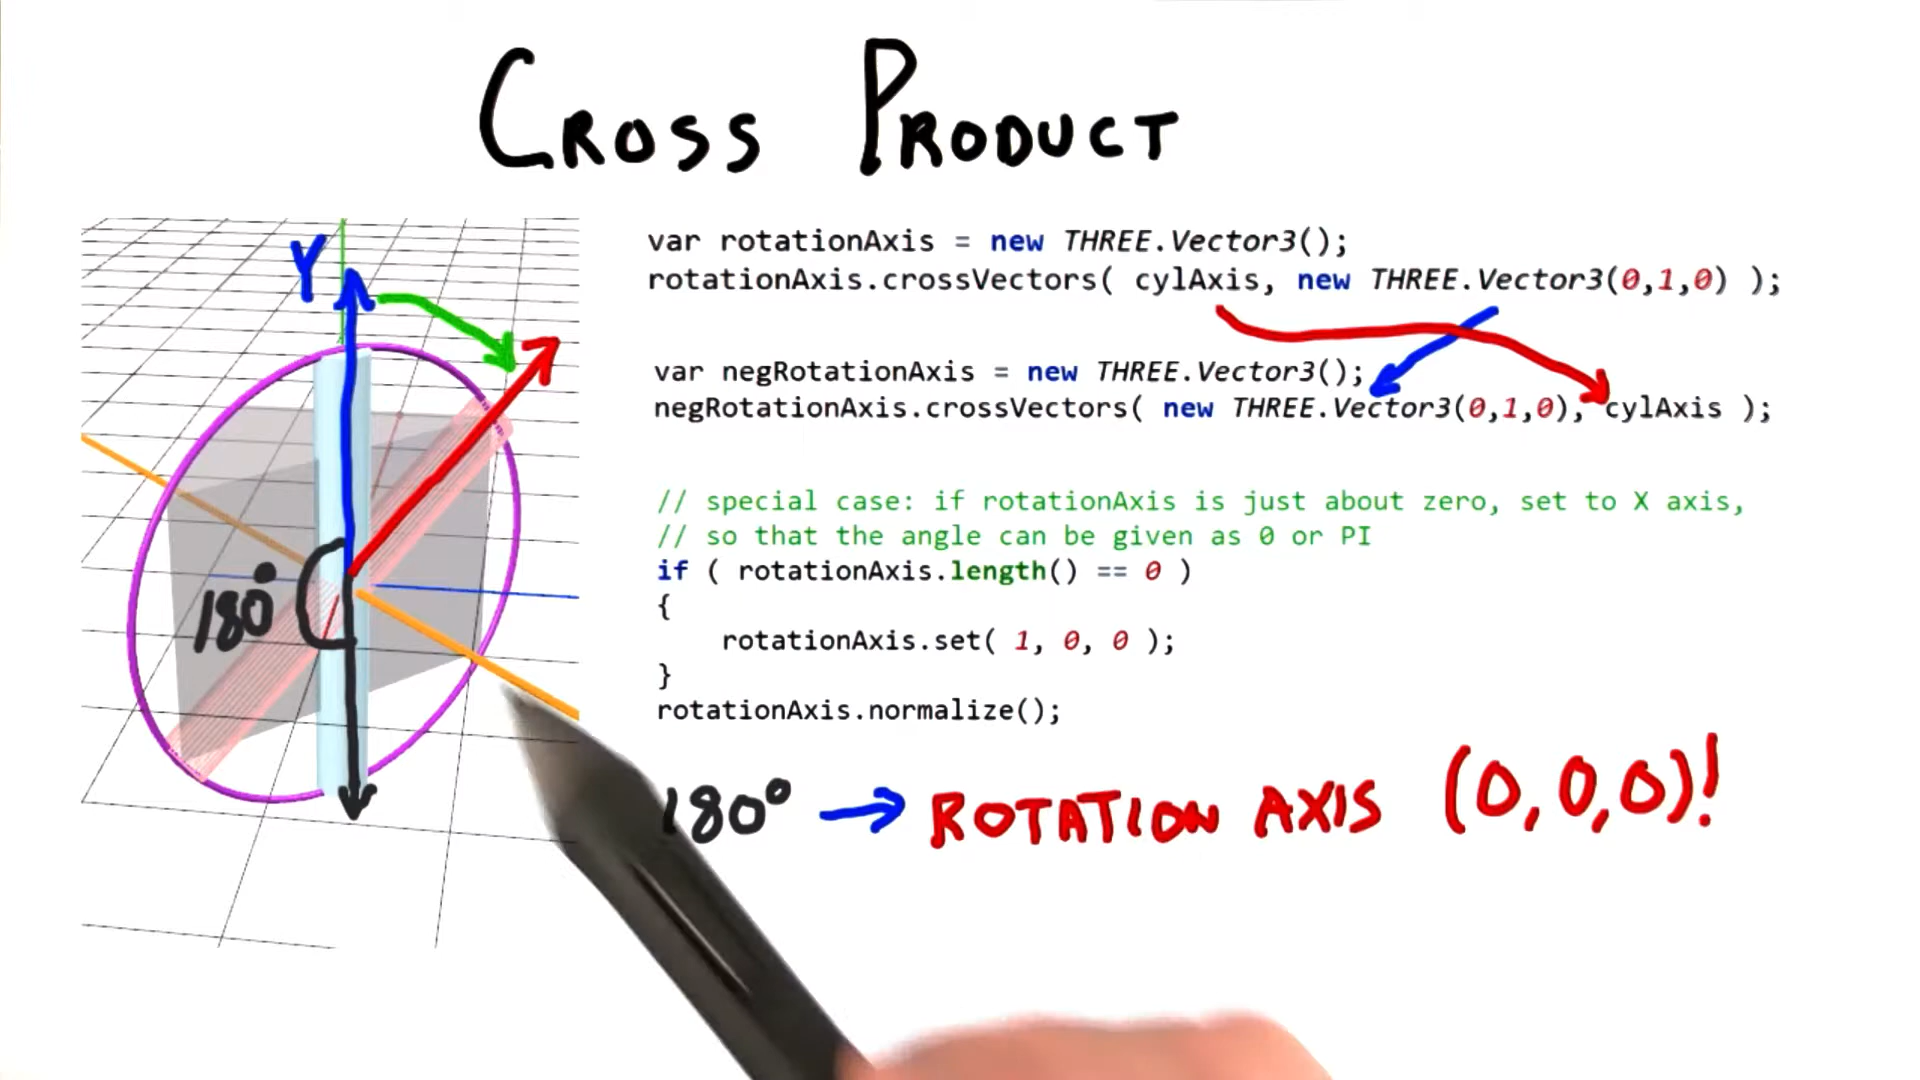 CROSS PRODUCT
Y
180°
var rotationAxis = new THREE.Vector3();
rotationAxis.crossVectors( cylAxis, new THREE.Vector3(0,1,0) );
var negRotationAxis = new THREE.Vector3();
negRotationAxis.crossVectors( new THREE.Vector3(0,1,0), cylAxis );
// special case: if rotationAxis is just about zero, set to X axis,
// so that the angle can be given as 0 or PI
if ( rotationAxis.length() == 0 )
{
rotationAxis.set( 1, 0, 0 );
}
rotationAxis.normalize();
180° → ROTATION AXIS (0,0,0)!